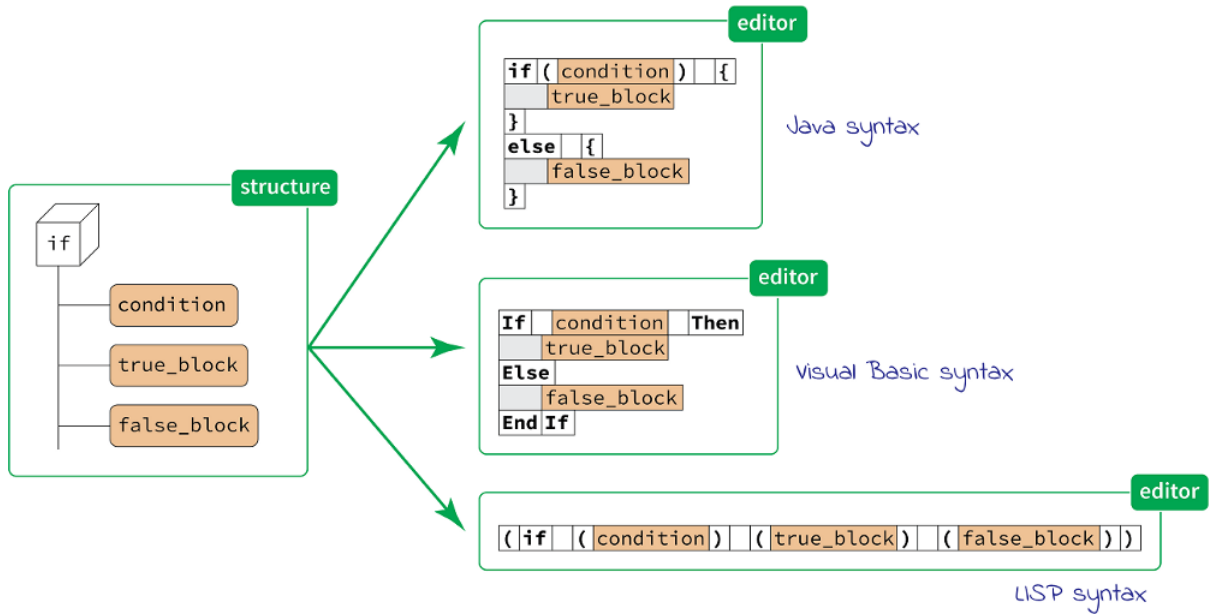 structure
if
condition
true_block
false_block
editor
if ( condition ) {
true_block
}
else {
false_block
}
Java syntax
editor
If condition Then
true_block
Else
false_block
End If
Visual Basic syntax
editor
( if ( condition ) ( true_block ) ( false_block ) )
LISP syntax